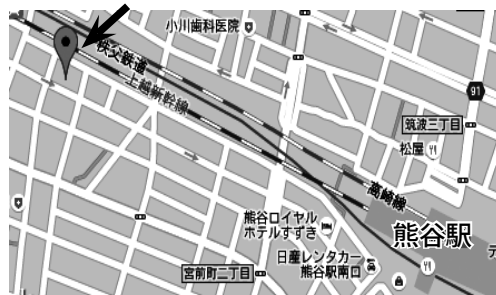 小川歯科医院
秩父鉄道
上越新幹線
91
筑波三丁目
松屋
高崎線
熊谷駅
熊谷ロイヤル
ホテルすずき
日産レンタカー
熊谷駅南口
宮前町二丁目
テ